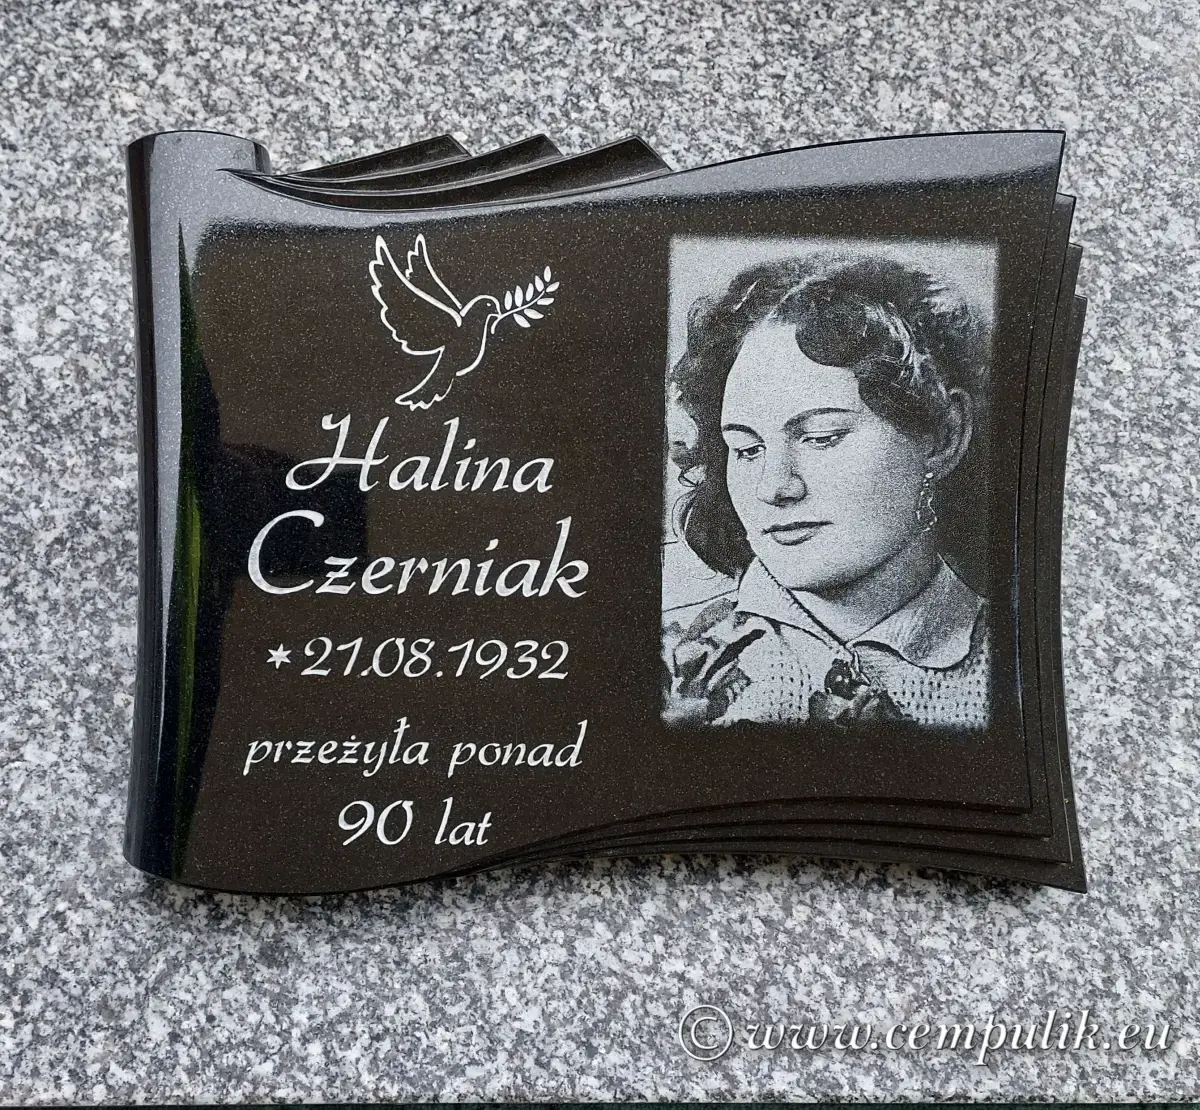 Halina
Czerniak
*21.08.1932
przeżyła ponad
90 lat
© www.cempulik.eu